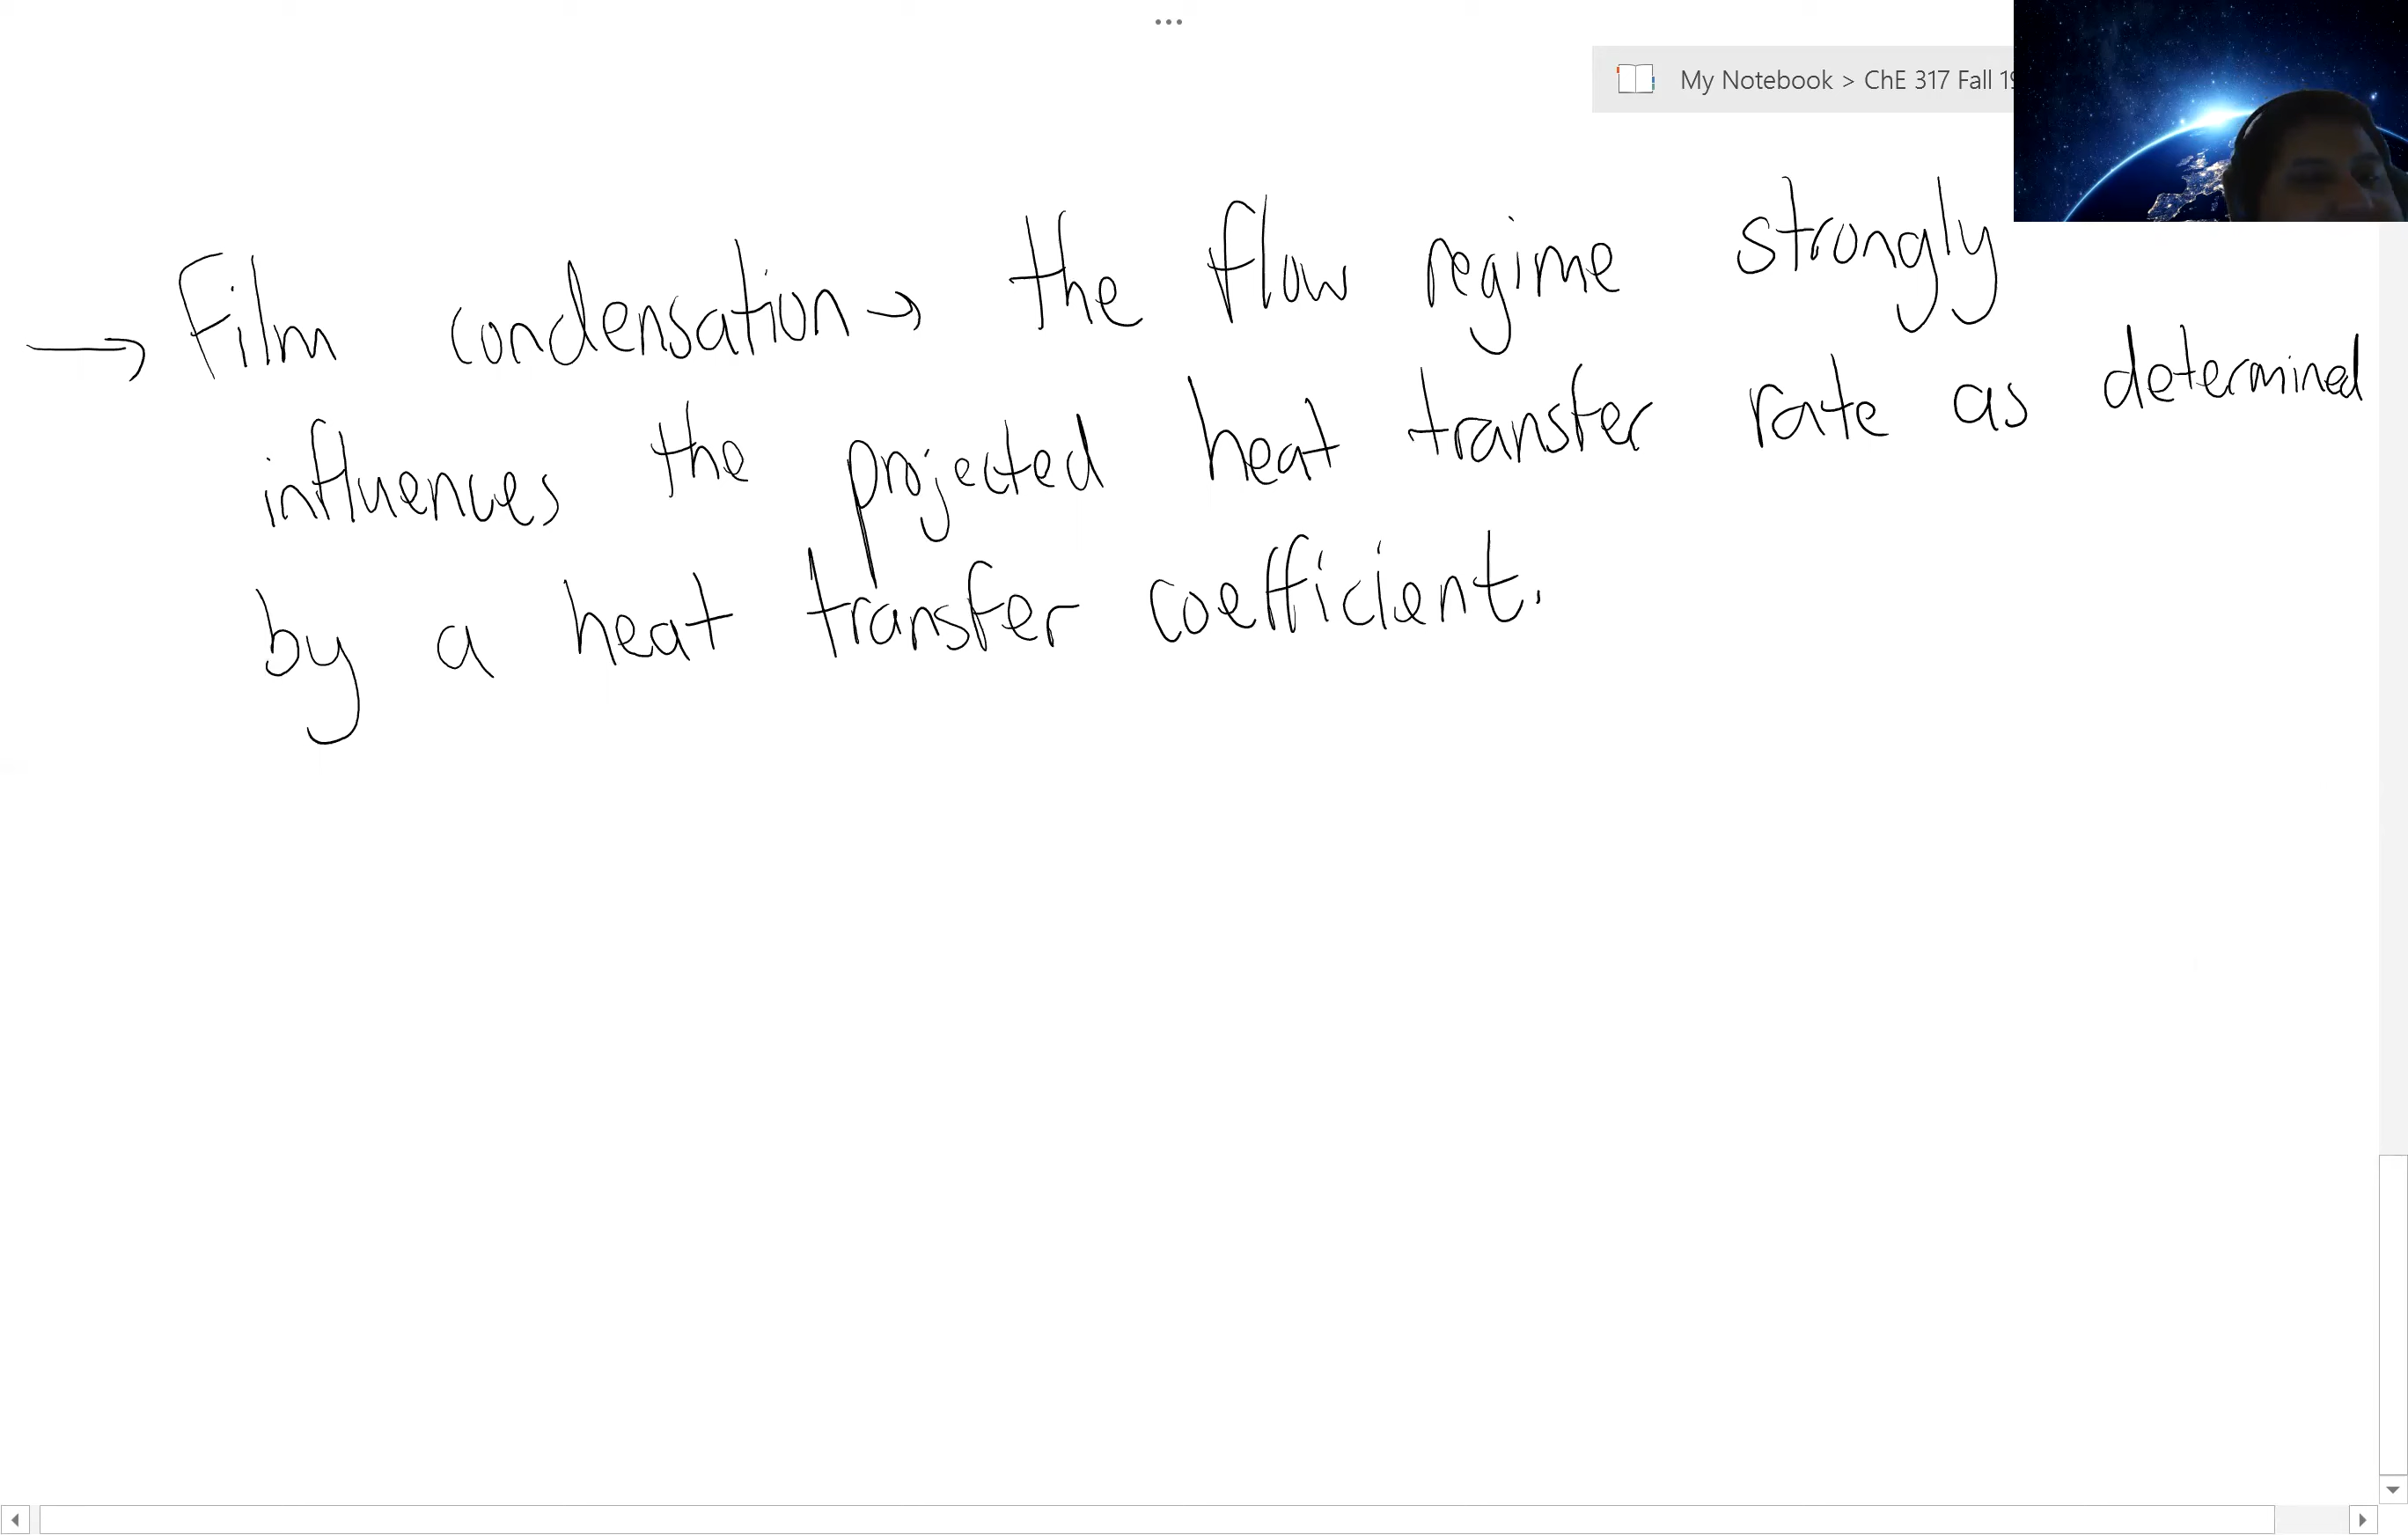 My Notebook > ChE 317 Fall 19
→ Film condensation → the flow regime strongly
influences the projected heat transfer rate as determined
by a heat transfer coefficient.